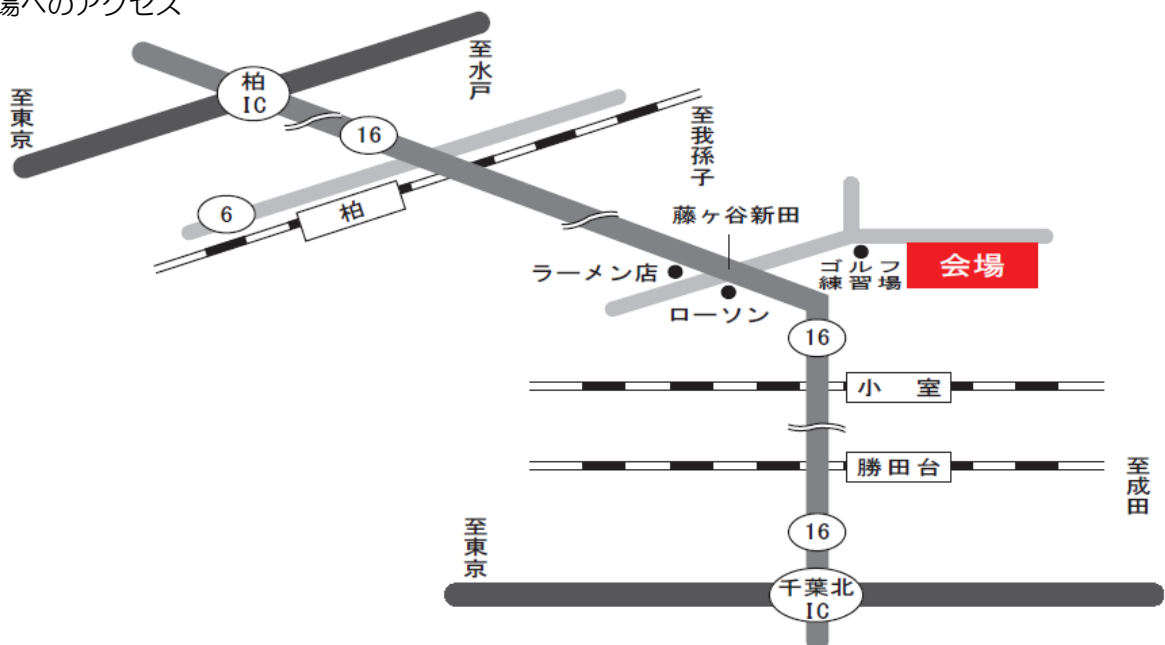 場へのアクセス
至水戸
柏
IC
至東京
16
至我孫子
6
柏
藤ヶ谷新田
ラーメン店
ゴルフ
練習場
会場
ローソン
16
小 室
勝田台
至成田
16
至東京
千葉北
IC